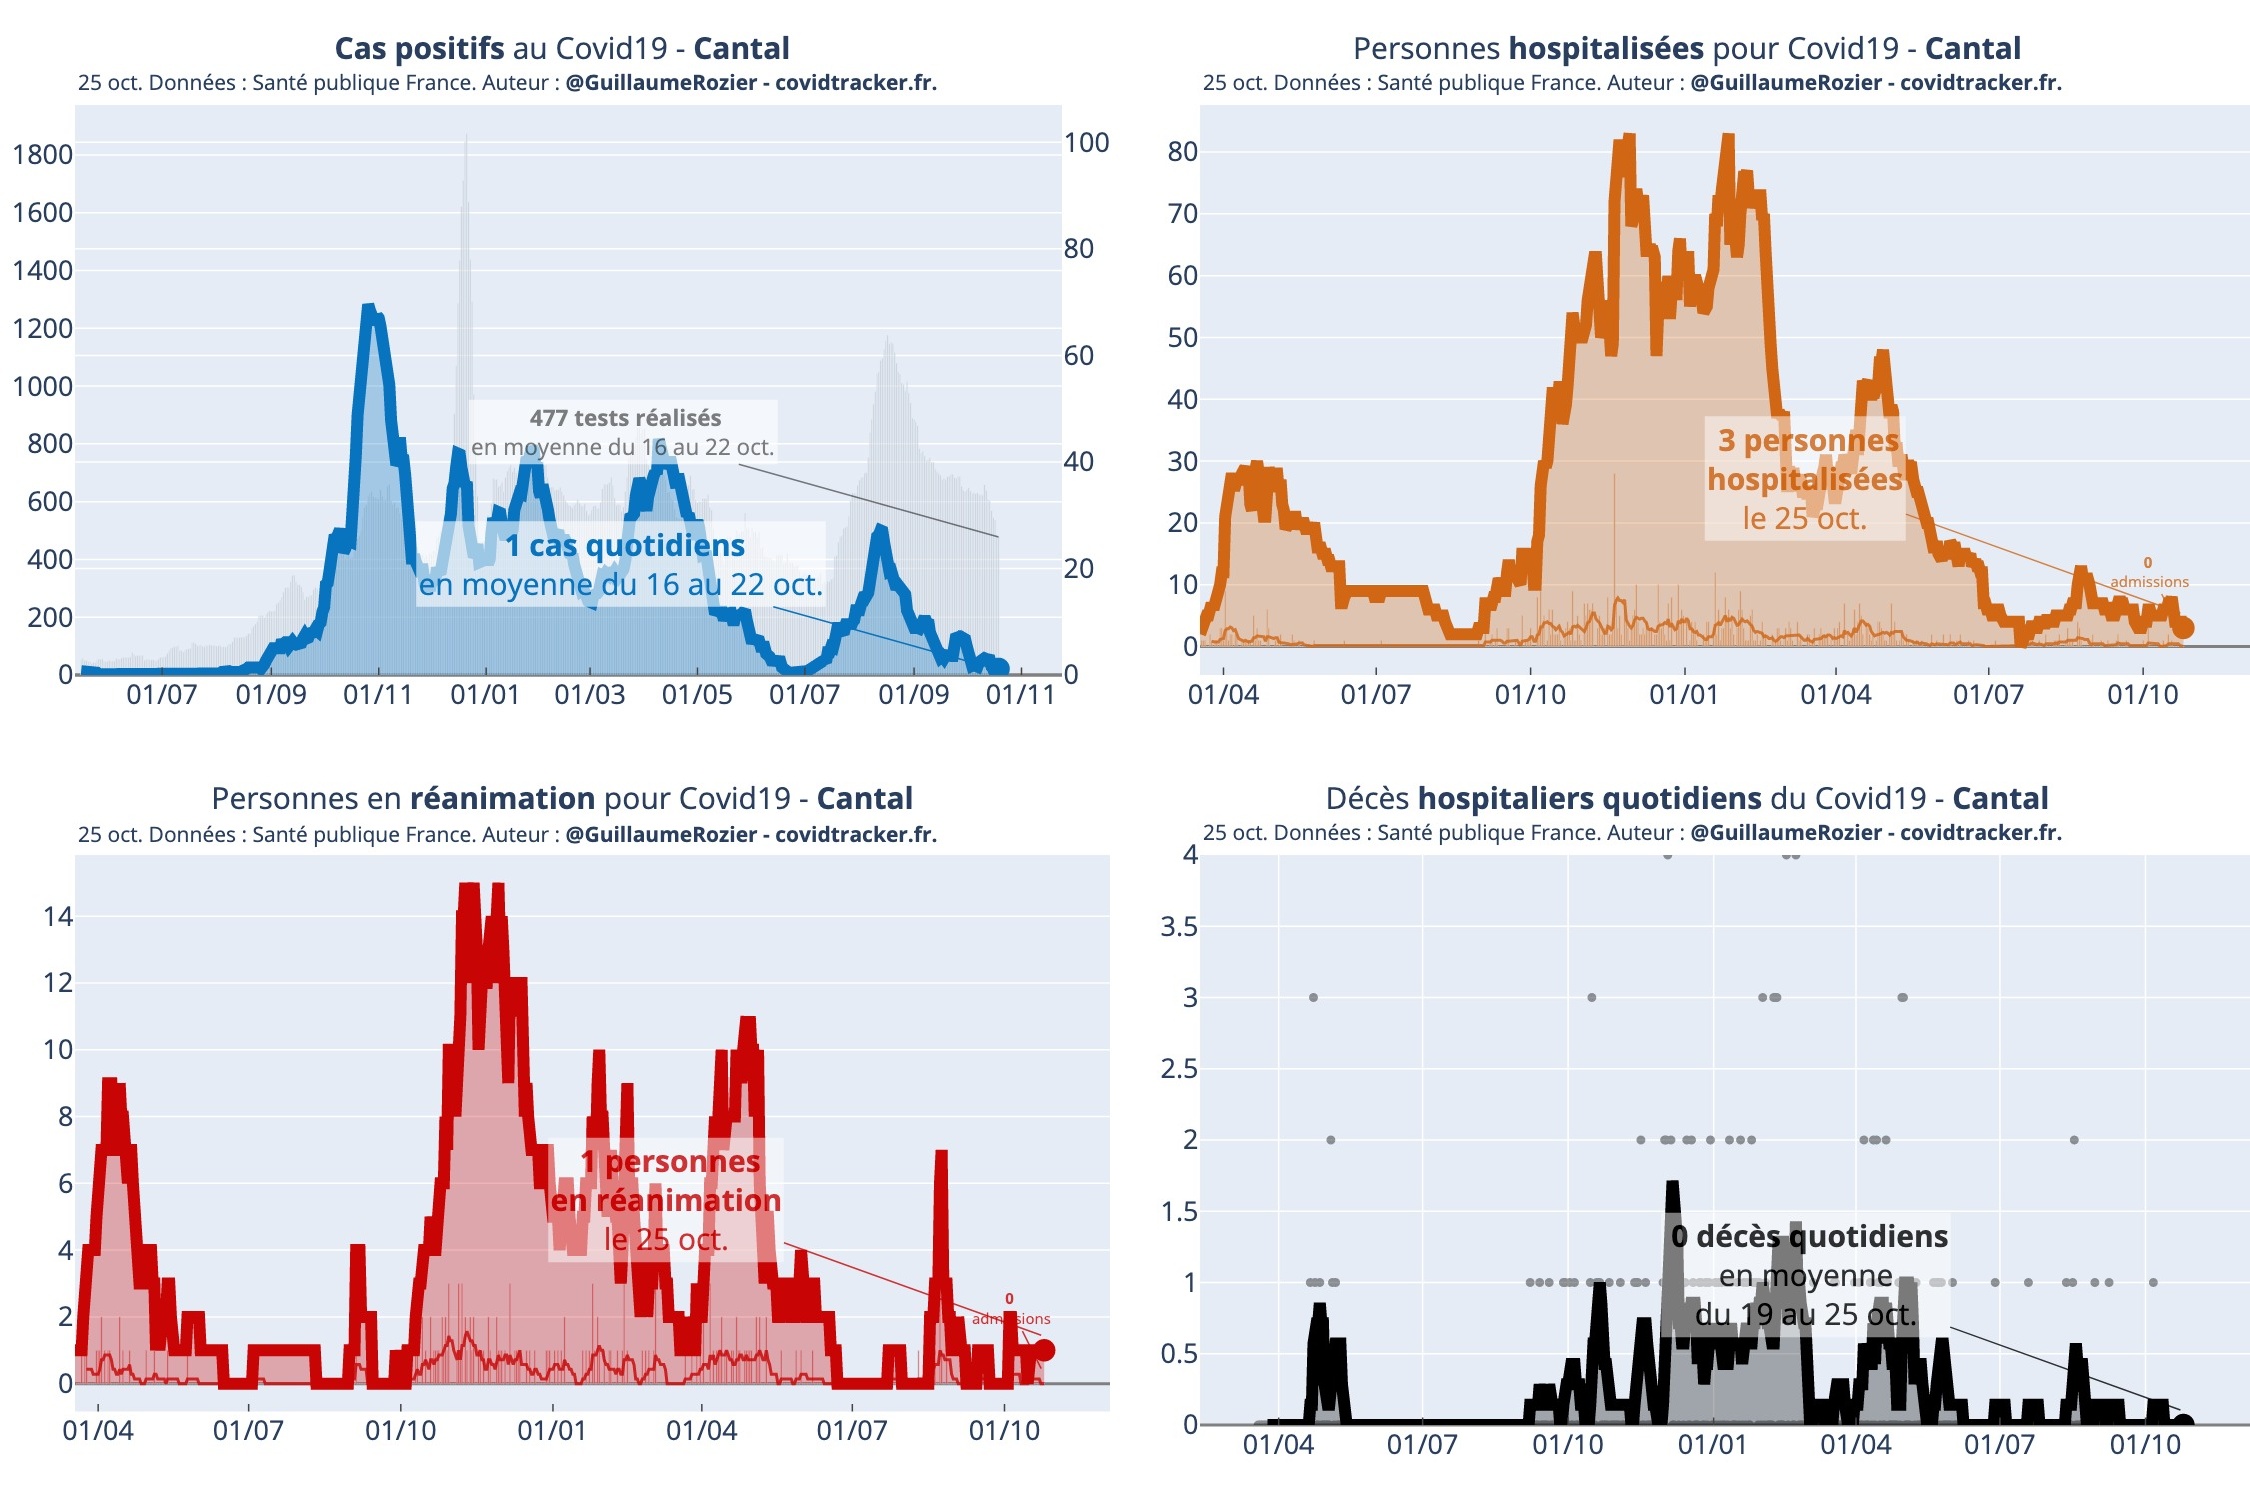 Cas positifs au Covid19 - Cantal
25 oct. Données : Santé publique France. Auteur : @GuillaumeRozier - covidtracker.fr.
1800
1600
1400
1200
1000
800
600
400
200
0
100
80
60
40
20
0
477 tests réalisés
en moyenne du 16 au 22 oct.
1 cas quotidiens
en moyenne du 16 au 22 oct.
01/07 01/09 01/11 01/01 01/03 01/05 01/07 01/09 01/11
Personnes hospitalisées pour Covid19 - Cantal
25 oct. Données : Santé publique France. Auteur : @GuillaumeRozier - covidtracker.fr.
80
70
60
50
40
30
20
10
0
3 personnes
hospitalisées
le 25 oct.
0
admissions
01/04 01/07 01/10 01/01 01/04 01/07 01/10
Personnes en réanimation pour Covid19 - Cantal
25 oct. Données : Santé publique France. Auteur : @GuillaumeRozier - covidtracker.fr.
14
12
10
8
6
4
2
0
1 personnes
en réanimation
le 25 oct.
0
admissions
01/04 01/07 01/10 01/01 01/04 01/07 01/10
Décès hospitaliers quotidiens du Covid19 - Cantal
25 oct. Données : Santé publique France. Auteur : @GuillaumeRozier - covidtracker.fr.
4
3.5
3
2.5
2
1.5
1
0.5
0
0 décès quotidiens
en moyenne
du 19 au 25 oct.
01/04 01/07 01/10 01/01 01/04 01/07 01/10